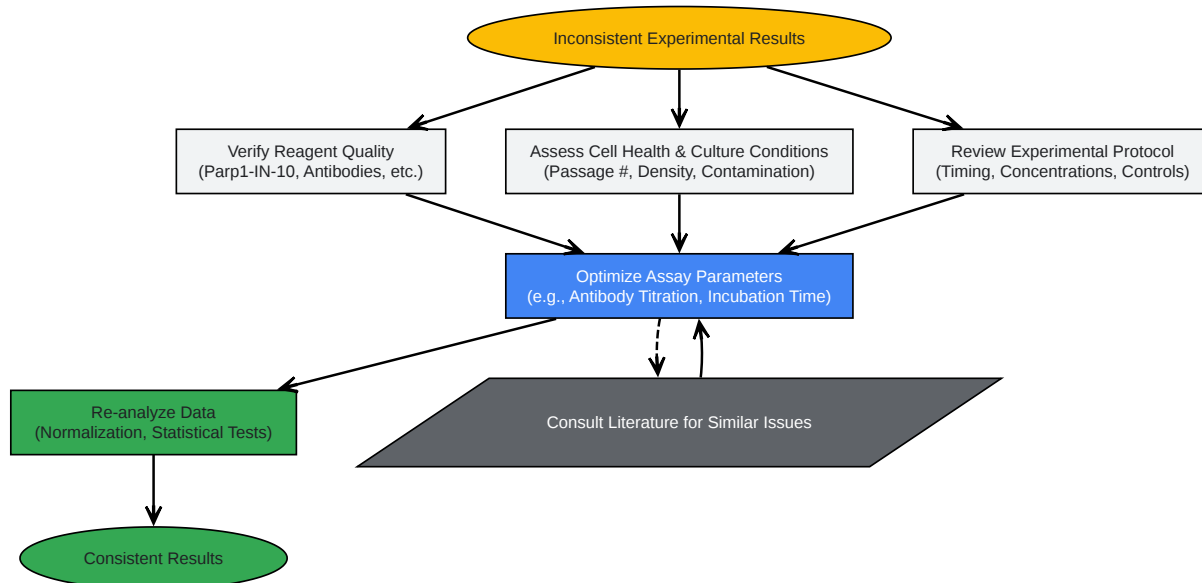 Inconsistent Experimental Results
Verify Reagent Quality
(Parp1-IN-10, Antibodies, etc.)
Assess Cell Health & Culture Conditions
(Passage #, Density, Contamination)
Review Experimental Protocol
(Timing, Concentrations, Controls)
Optimize Assay Parameters
(e.g., Antibody Titration, Incubation Time)
Re-analyze Data
(Normalization, Statistical Tests)
Consult Literature for Similar Issues
Consistent Results